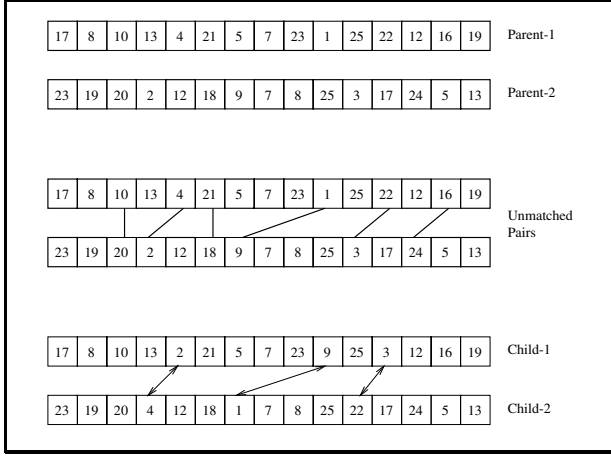 17 8 10 13 4 21 5 7 23 1 25 22 12 16 19 Parent-1
23 19 20 2 12 18 9 7 8 25 3 17 24 5 13 Parent-2
17 8 10 13 4 21 5 7 23 1 25 22 12 16 19
Unmatched
Pairs
23 19 20 2 12 18 9 7 8 25 3 17 24 5 13
17 8 10 13 2 21 5 7 23 9 25 3 12 16 19 Child-1
23 19 20 4 12 18 1 7 8 25 22 17 24 5 13 Child-2